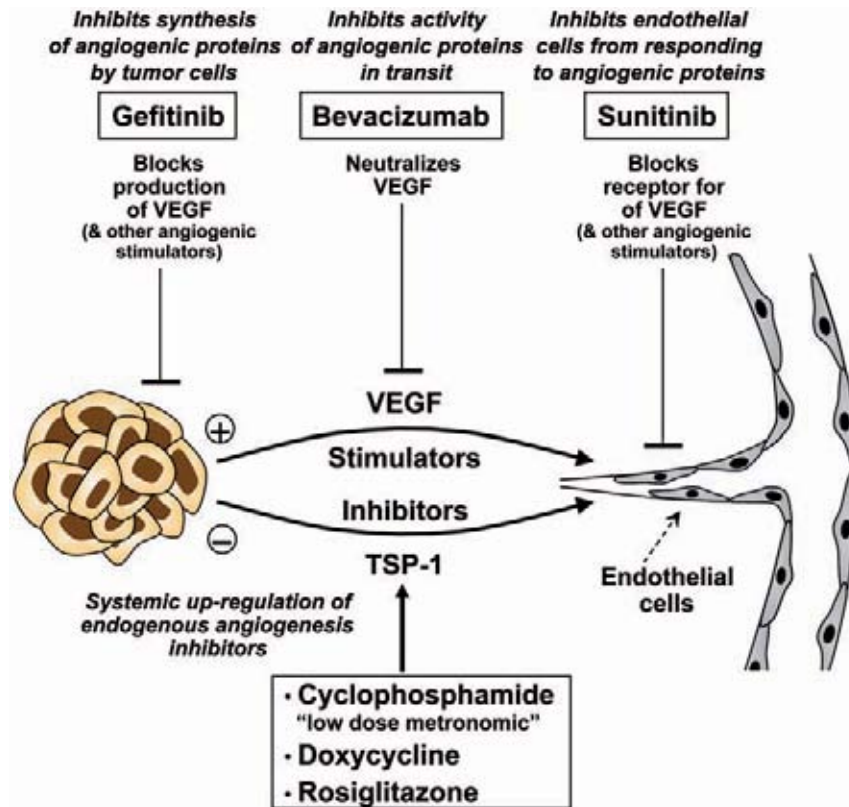 Inhibits synthesis
of angiogenic proteins
by tumor cells
Gefitinib
Blocks
production
of VEGF
(& other angiogenic
stimulators)
Inhibits activity
of angiogenic proteins
in transit
Bevacizumab
Neutralizes
VEGF
Inhibits endothelial
cells from responding
to angiogenic proteins
Sunitinib
Blocks
receptor for
of VEGF
(& other angiogenic
stimulators)
+
VEGF
Stimulators
Inhibitors
−
TSP-1
Endothelial
cells
Systemic up-regulation of
endogenous angiogenesis
inhibitors
· Cyclophosphamide
"low dose metronomic"
· Doxycycline
· Rosiglitazone